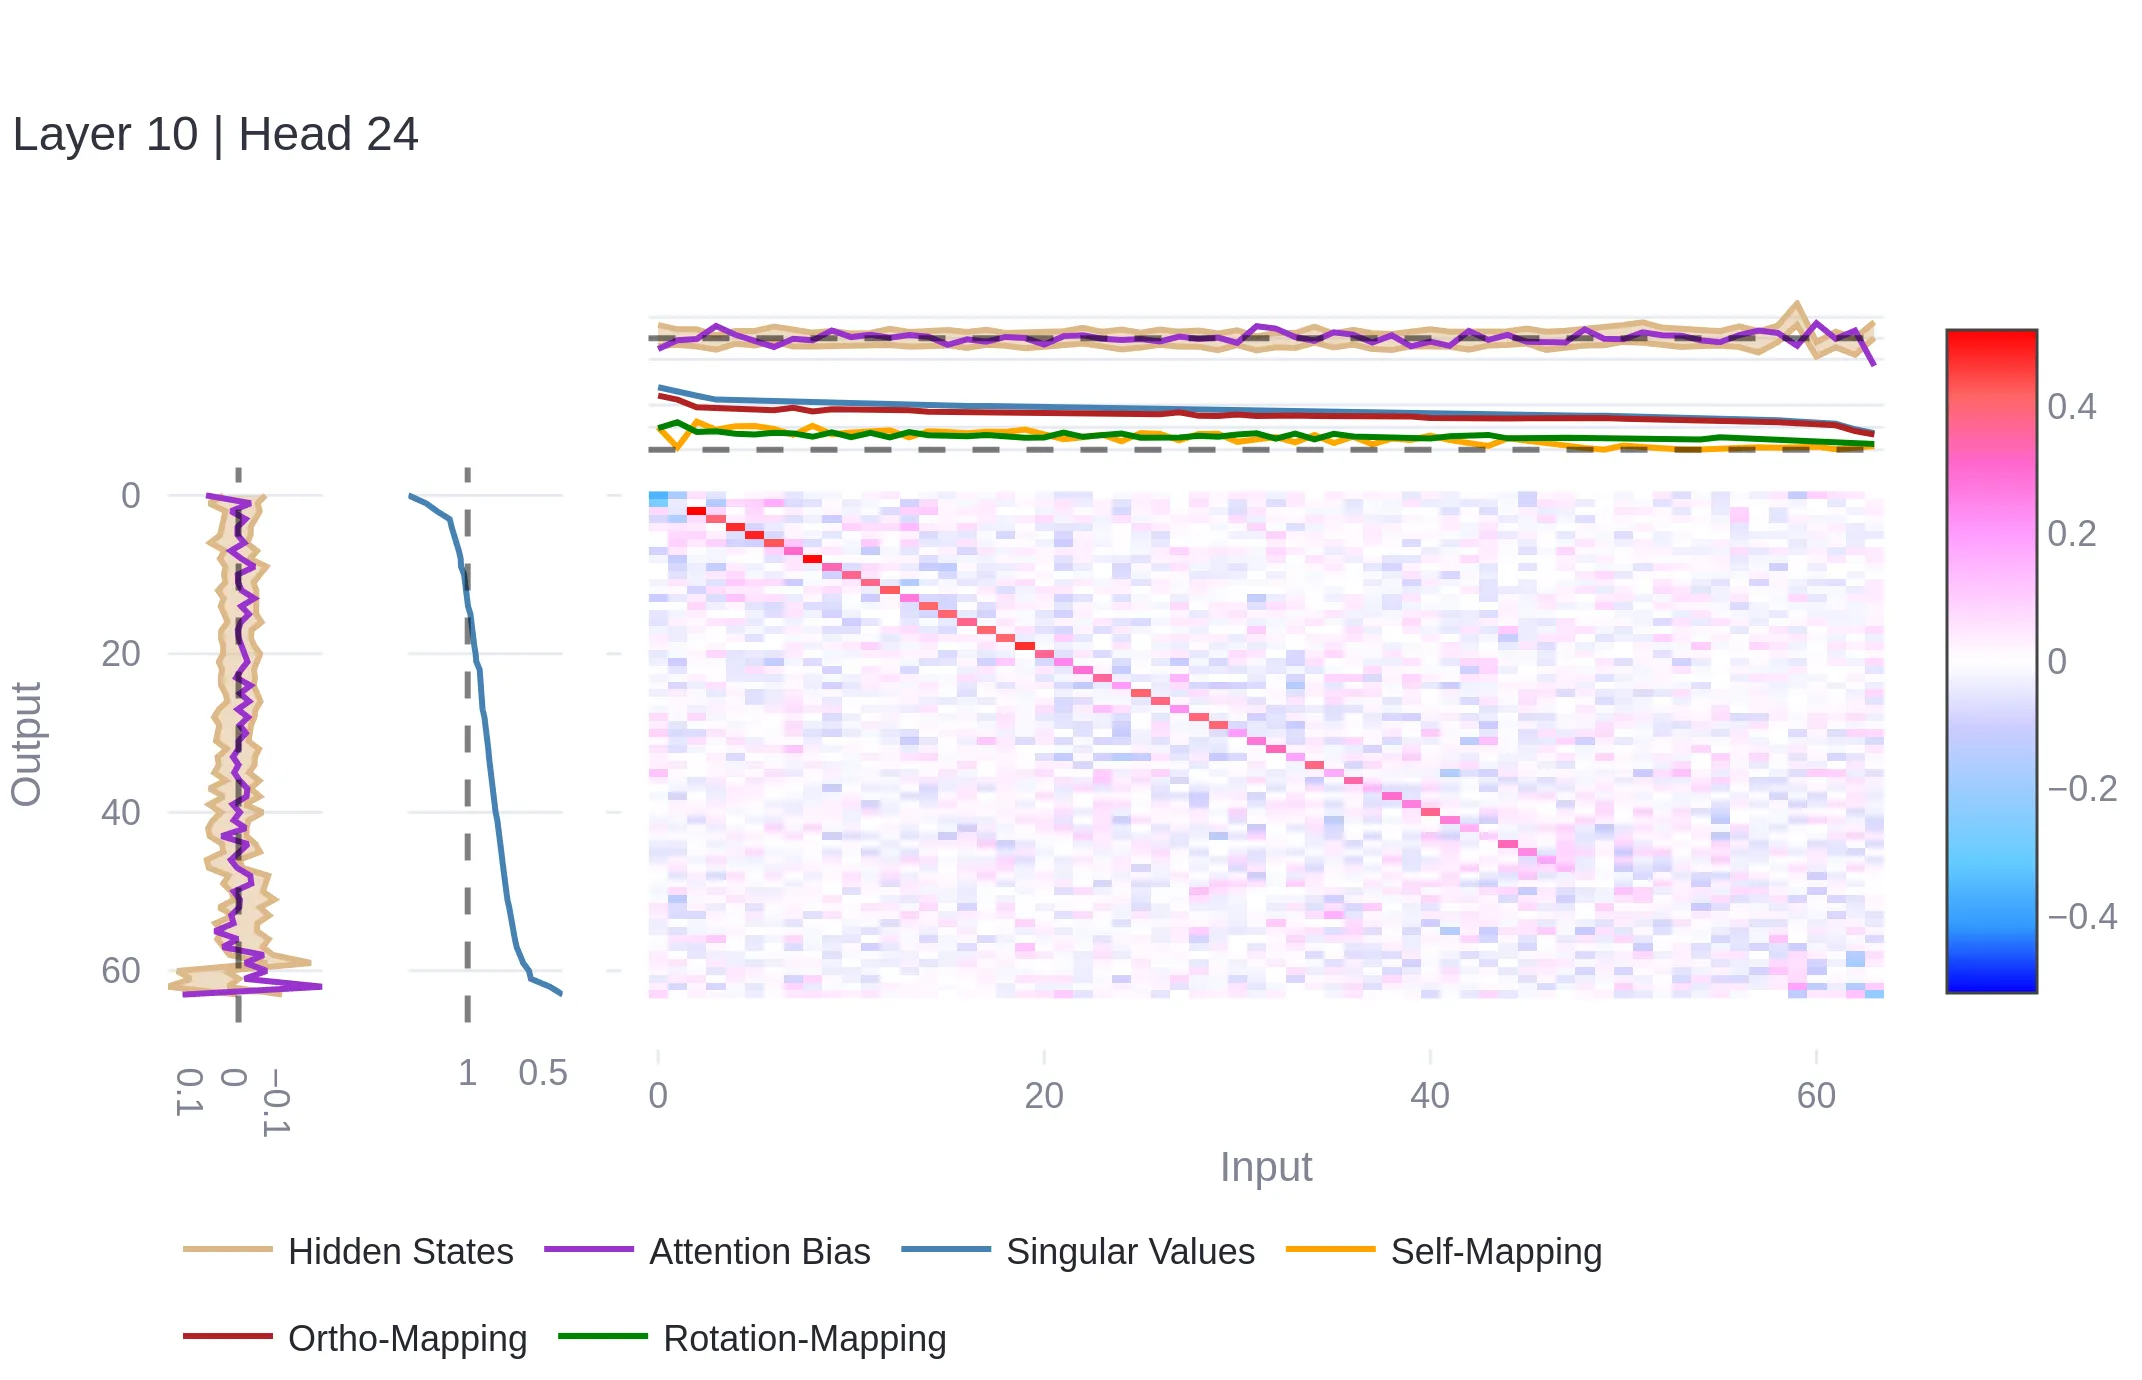 Layer 10 | Head 24
0
20
40
60
Output
0.1
0
−0.1
1
0.5
0
20
40
60
Input
0.4
0.2
0
−0.2
−0.4
Hidden States
Attention Bias
Singular Values
Self-Mapping
Ortho-Mapping
Rotation-Mapping